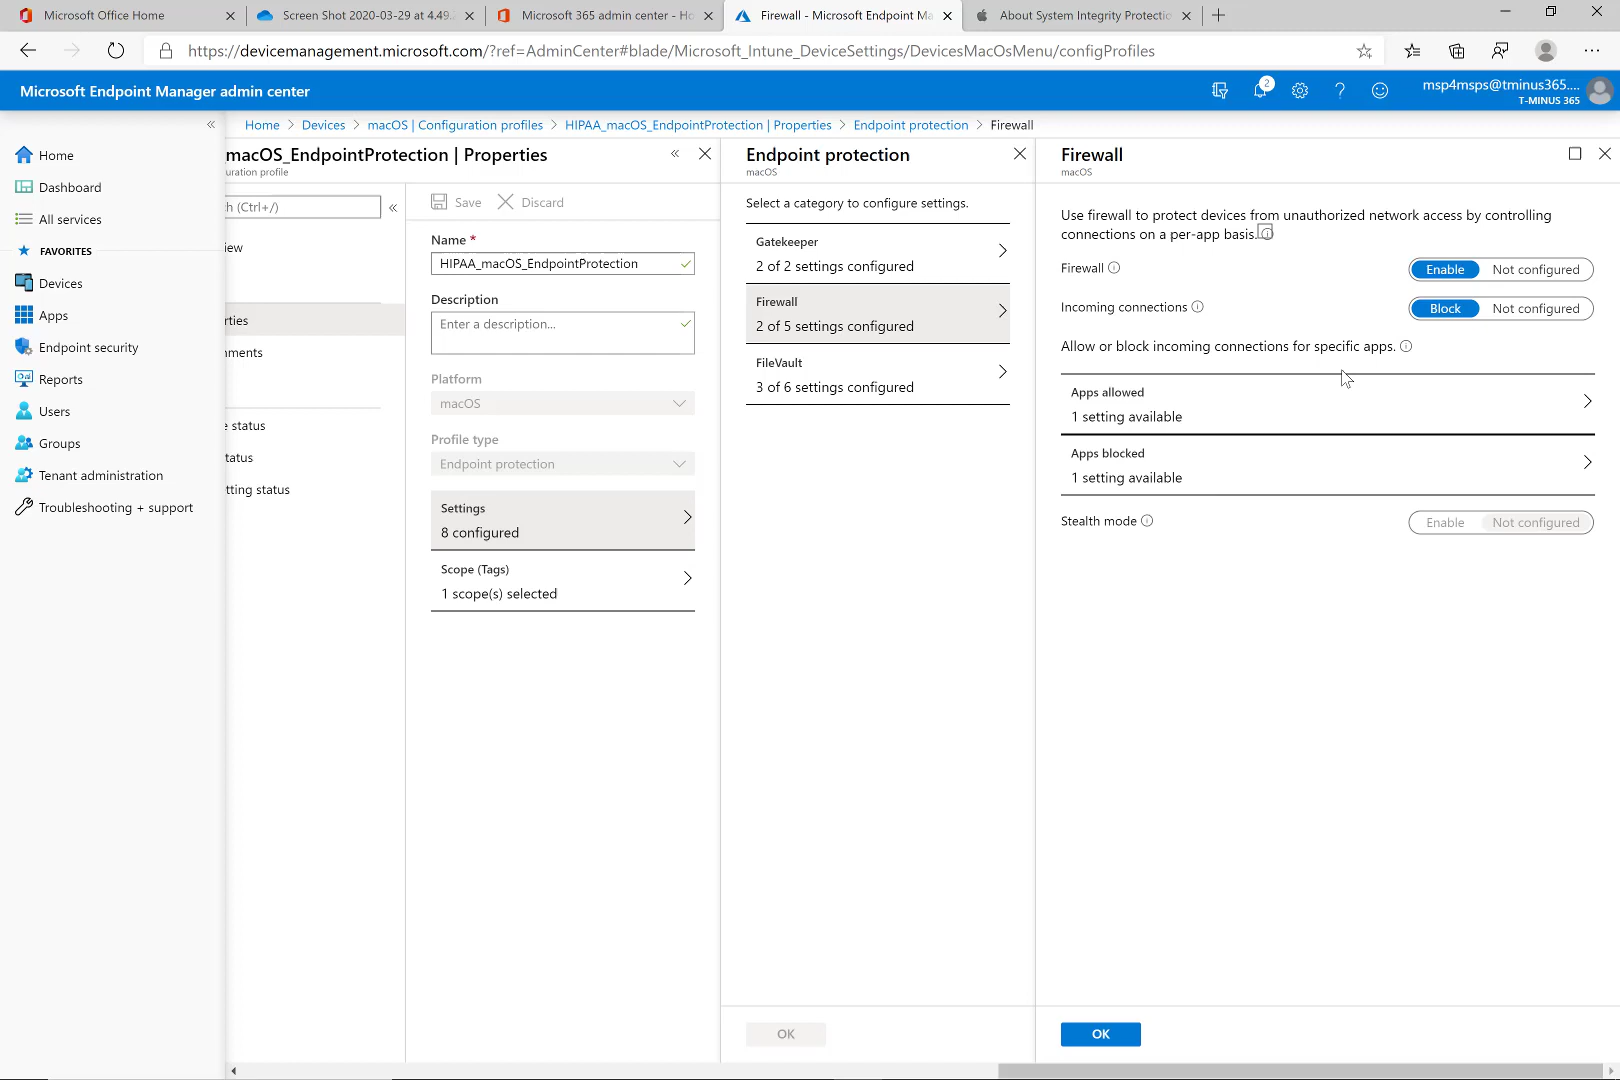 Microsoft Office Home
Screen Shot 2020-03-29 at 4.49.
Microsoft 365 admin center - Ho
Firewall - Microsoft Endpoint Ma
About System Integrity Protectio
https://devicemanagement.microsoft.com/?ref=AdminCenter#blade/Microsoft_Intune_DeviceSettings/DevicesMacOsMenu/configProfiles
Microsoft Endpoint Manager admin center
2
msp4msps@tminus365....
T-MINUS 365
Home > Devices > macOS | Configuration profiles > HIPAA_macOS_EndpointProtection | Properties > Endpoint protection > Firewall
Home
Dashboard
All services
FAVORITES
Devices
Apps
Endpoint security
Reports
Users
Groups
Tenant administration
Troubleshooting + support
macOS_EndpointProtection | Properties
uration profile
h (Ctrl+/)
iew
rties
nments
e status
tatus
tting status
Save
Discard
Name *
HIPAA_macOS_EndpointProtection
Description
Enter a description...
Platform
macOS
Profile type
Endpoint protection
Settings
8 configured
Scope (Tags)
1 scope(s) selected
Endpoint protection
macOS
Select a category to configure settings.
Gatekeeper
2 of 2 settings configured
Firewall
2 of 5 settings configured
FileVault
3 of 6 settings configured
OK
Firewall
macOS
Use firewall to protect devices from unauthorized network access by controlling
connections on a per-app basis.
Firewall
Enable Not configured
Incoming connections
Block Not configured
Allow or block incoming connections for specific apps.
Apps allowed
1 setting available
Apps blocked
1 setting available
Stealth mode
Enable Not configured
OK